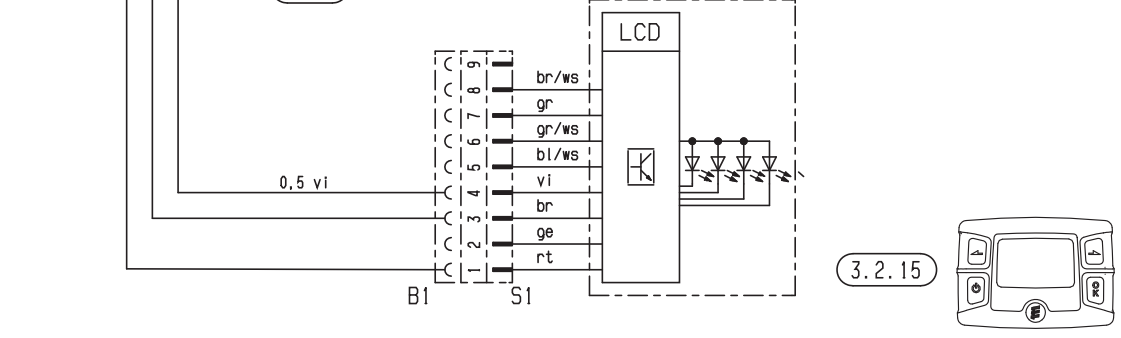 LCD
9
8 br/ws
7 gr
6 gr/ws
5 bl/ws
0,5 vi 4 vi
3 br
2 ge
1 rt
B1 S1
3.2.15
OK